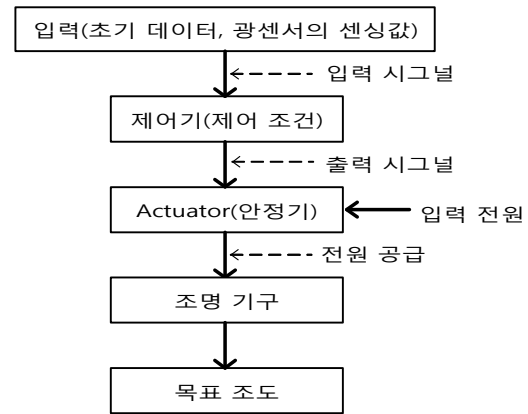 입력(초기 데이터, 광센서의 센싱값)
입력 시그널
제어기(제어 조건)
출력 시그널
Actuator(안정기)
입력 전원
전원 공급
조명 기구
목표 조도